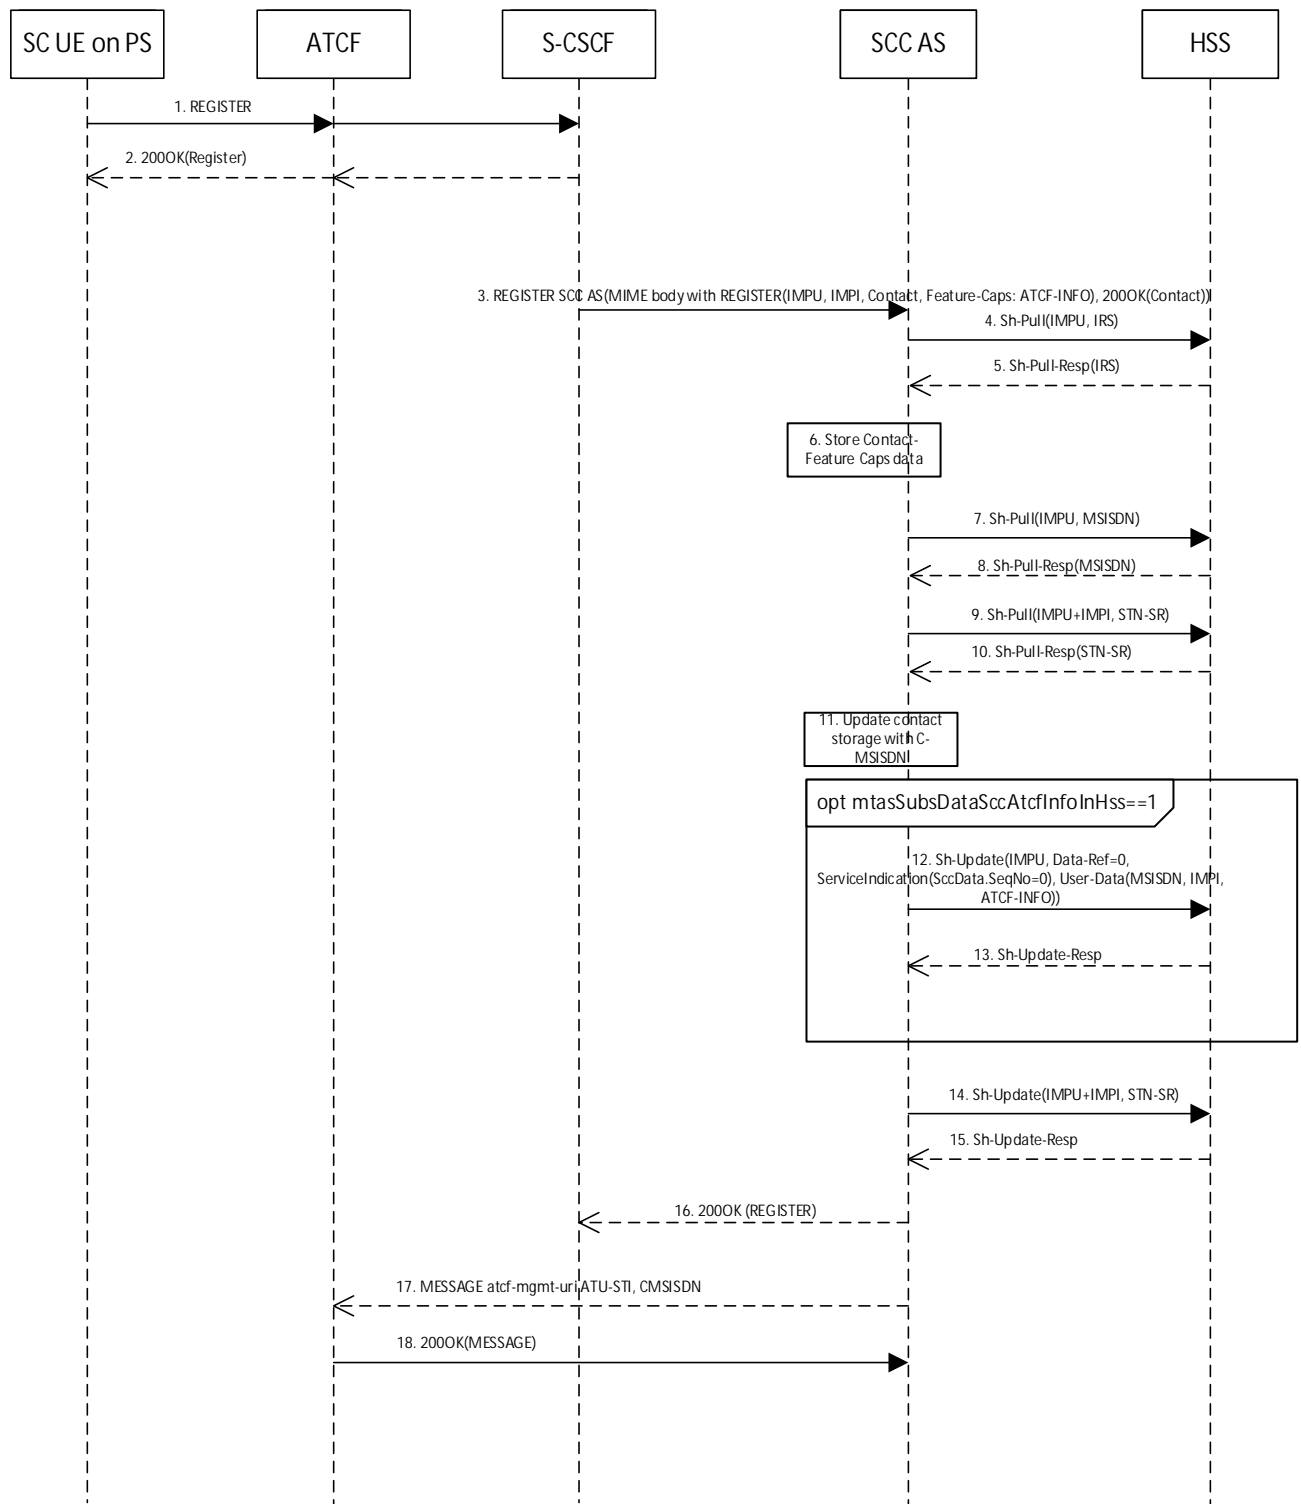 SC UE on PS
ATCF
S-CSCF
SCC AS
HSS
1. REGISTER
2. 200OK(Register)
3. REGISTER SCC AS(MIME body with REGISTER(IMPU, IMPI, Contact, Feature-Caps: ATCF-INFO), 200OK(Contact))
4. Sh-Pull(IMPU, IRS)
5. Sh-Pull-Resp(IRS)
6. Store Contact-
Feature Caps data
7. Sh-Pull(IMPU, MSISDN)
8. Sh-Pull-Resp(MSISDN)
9. Sh-Pull(IMPU+IMPI, STN-SR)
10. Sh-Pull-Resp(STN-SR)
11. Update contact
storage with C-
MSISDN
opt mtasSubsDataSccAtcfInfoInHss==1
12. Sh-Update(IMPU, Data-Ref=0,
ServiceIndication(SccData.SeqNo=0), User-Data(MSISDN, IMPI,
ATCF-INFO))
13. Sh-Update-Resp
14. Sh-Update(IMPU+IMPI, STN-SR)
15. Sh-Update-Resp
16. 200OK (REGISTER)
17. MESSAGE atcf-mgmt-uri ATU-STI, CMSISDN
18. 200OK(MESSAGE)